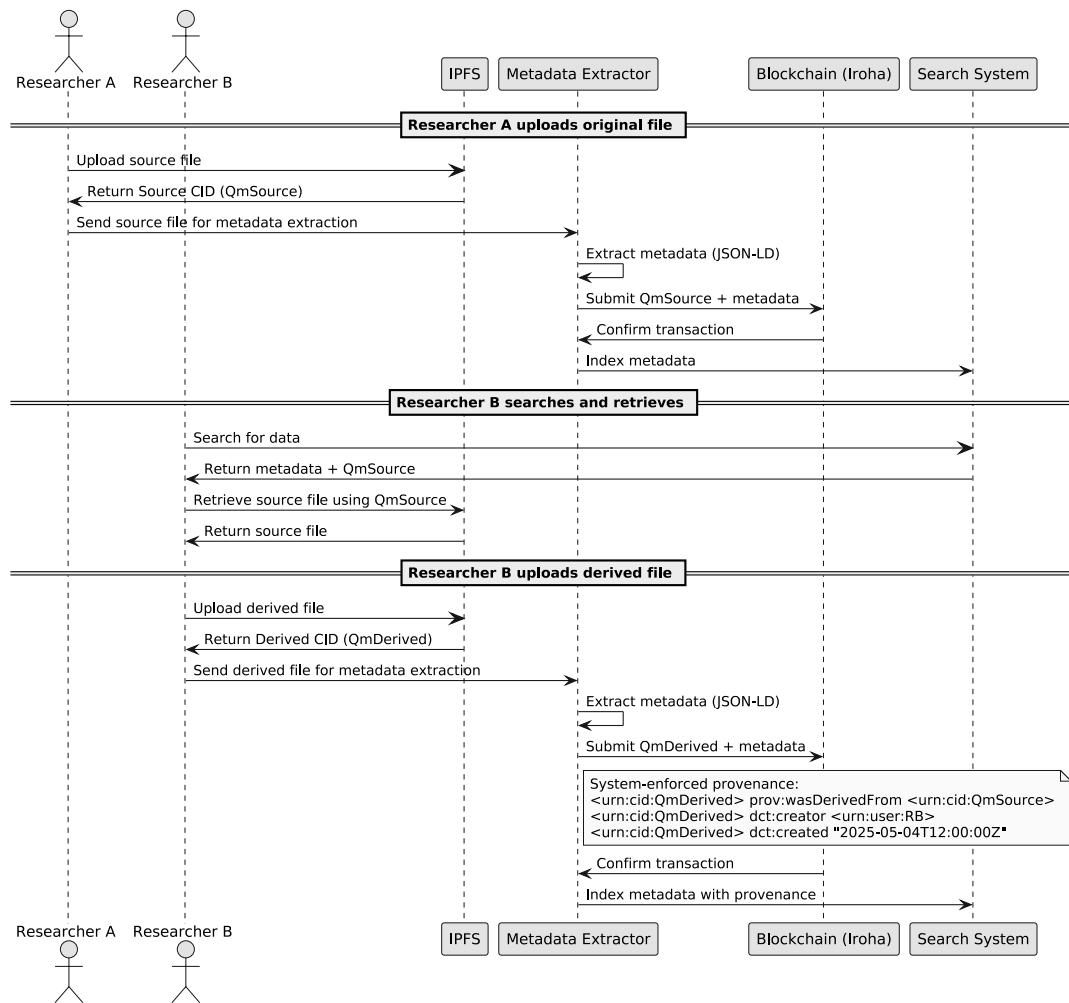 Researcher A
Researcher B
IPFS
Metadata Extractor
Blockchain (Iroha)
Search System
Researcher A uploads original file
Upload source file
Return Source CID (QmSource)
Send source file for metadata extraction
Extract metadata (JSON-LD)
Submit QmSource + metadata
Confirm transaction
Index metadata
Researcher B searches and retrieves
Search for data
Return metadata + QmSource
Retrieve source file using QmSource
Return source file
Researcher B uploads derived file
Upload derived file
Return Derived CID (QmDerived)
Send derived file for metadata extraction
Extract metadata (JSON-LD)
Submit QmDerived + metadata
System-enforced provenance:
<urn:cid:QmDerived> prov:wasDerivedFrom <urn:cid:QmSource>
<urn:cid:QmDerived> dct:creator <urn:user:RB>
<urn:cid:QmDerived> dct:created "2025-05-04T12:00:00Z"
Confirm transaction
Index metadata with provenance
Researcher A
Researcher B
IPFS
Metadata Extractor
Blockchain (Iroha)
Search System